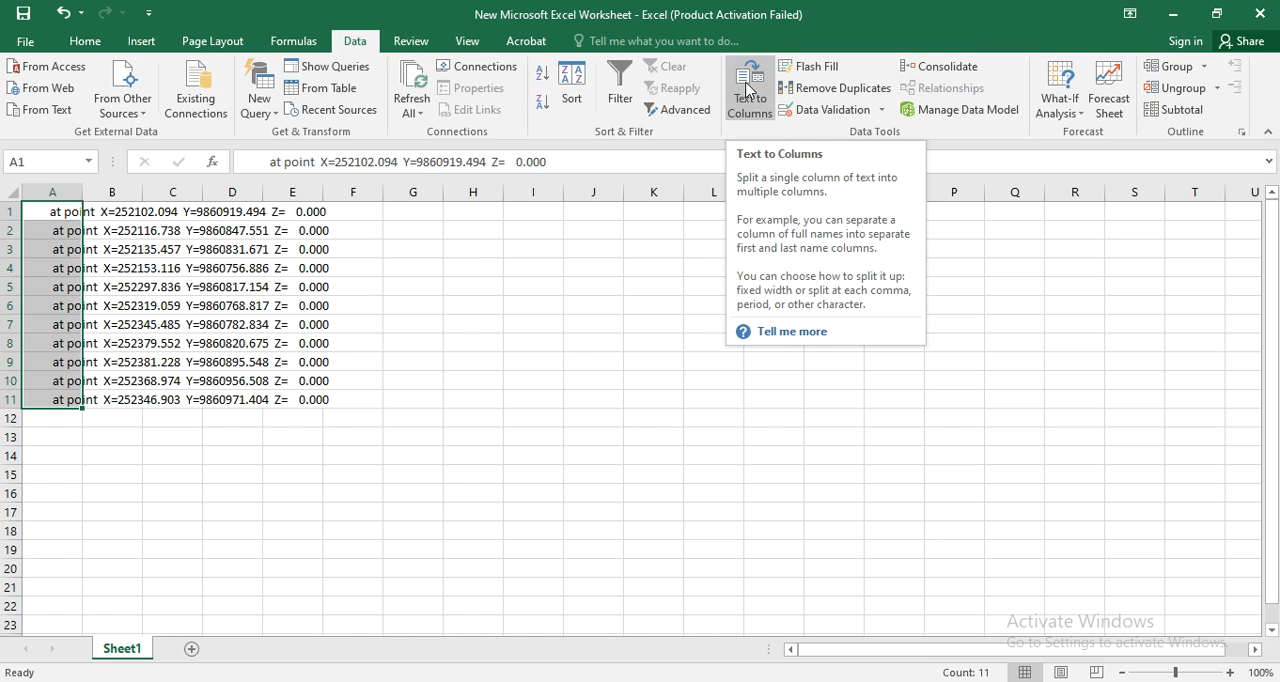 New Microsoft Excel Worksheet - Excel (Product Activation Failed)
File Home Insert Page Layout Formulas Data Review View Acrobat Tell me what you want to do... Sign in Share
From Access
From Web
From Text
From Other Sources
Existing Connections
Get External Data
New Query
Show Queries
From Table
Recent Sources
Get & Transform
Refresh All
Connections
Properties
Edit Links
Connections
Sort
Filter
Clear
Reapply
Advanced
Sort & Filter
Text to Columns
Flash Fill
Remove Duplicates
Data Validation
Consolidate
Relationships
Manage Data Model
Data Tools
What-If Analysis
Forecast Sheet
Forecast
Group
Ungroup
Subtotal
Outline
A1 fx at point X=252102.094 Y=9860919.494 Z= 0.000
A B C D E F G H I J K L P Q R S T U
1 at point X=252102.094 Y=9860919.494 Z= 0.000
2 at point X=252116.738 Y=9860847.551 Z= 0.000
3 at point X=252135.457 Y=9860831.671 Z= 0.000
4 at point X=252153.116 Y=9860756.886 Z= 0.000
5 at point X=252297.836 Y=9860817.154 Z= 0.000
6 at point X=252319.059 Y=9860768.817 Z= 0.000
7 at point X=252345.485 Y=9860782.834 Z= 0.000
8 at point X=252379.552 Y=9860820.675 Z= 0.000
9 at point X=252381.228 Y=9860895.548 Z= 0.000
10 at point X=252368.974 Y=9860956.508 Z= 0.000
11 at point X=252346.903 Y=9860971.404 Z= 0.000
12
13
14
15
16
17
18
19
20
21
22
23
Text to Columns
Split a single column of text into
multiple columns.
For example, you can separate a
column of full names into separate
first and last name columns.
You can choose how to split it up:
fixed width or split at each comma,
period, or other character.
Tell me more
Activate Windows
Go to Settings to activate Windows.
Sheet1
Ready Count: 11 100%